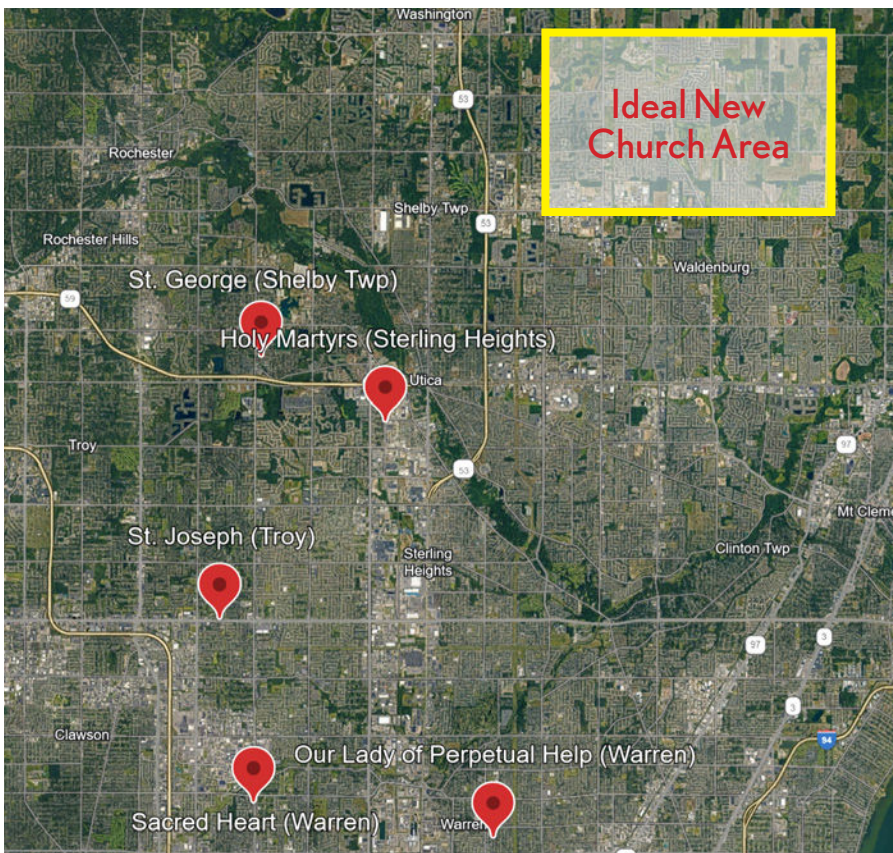 Washington
53
Ideal New
Church Area
Rochester
Shelby Twp
53
Rochester Hills
Waldenburg
St. George (Shelby Twp)
59
Holy Martyrs (Sterling Heights)
Utica
Troy
97
53
Mt Cleme
St. Joseph (Troy)
Clinton Twp
Sterling
Heights
3
97
3
Clawson
94
Our Lady of Perpetual Help (Warren)
Sacred Heart (Warren)
Warren